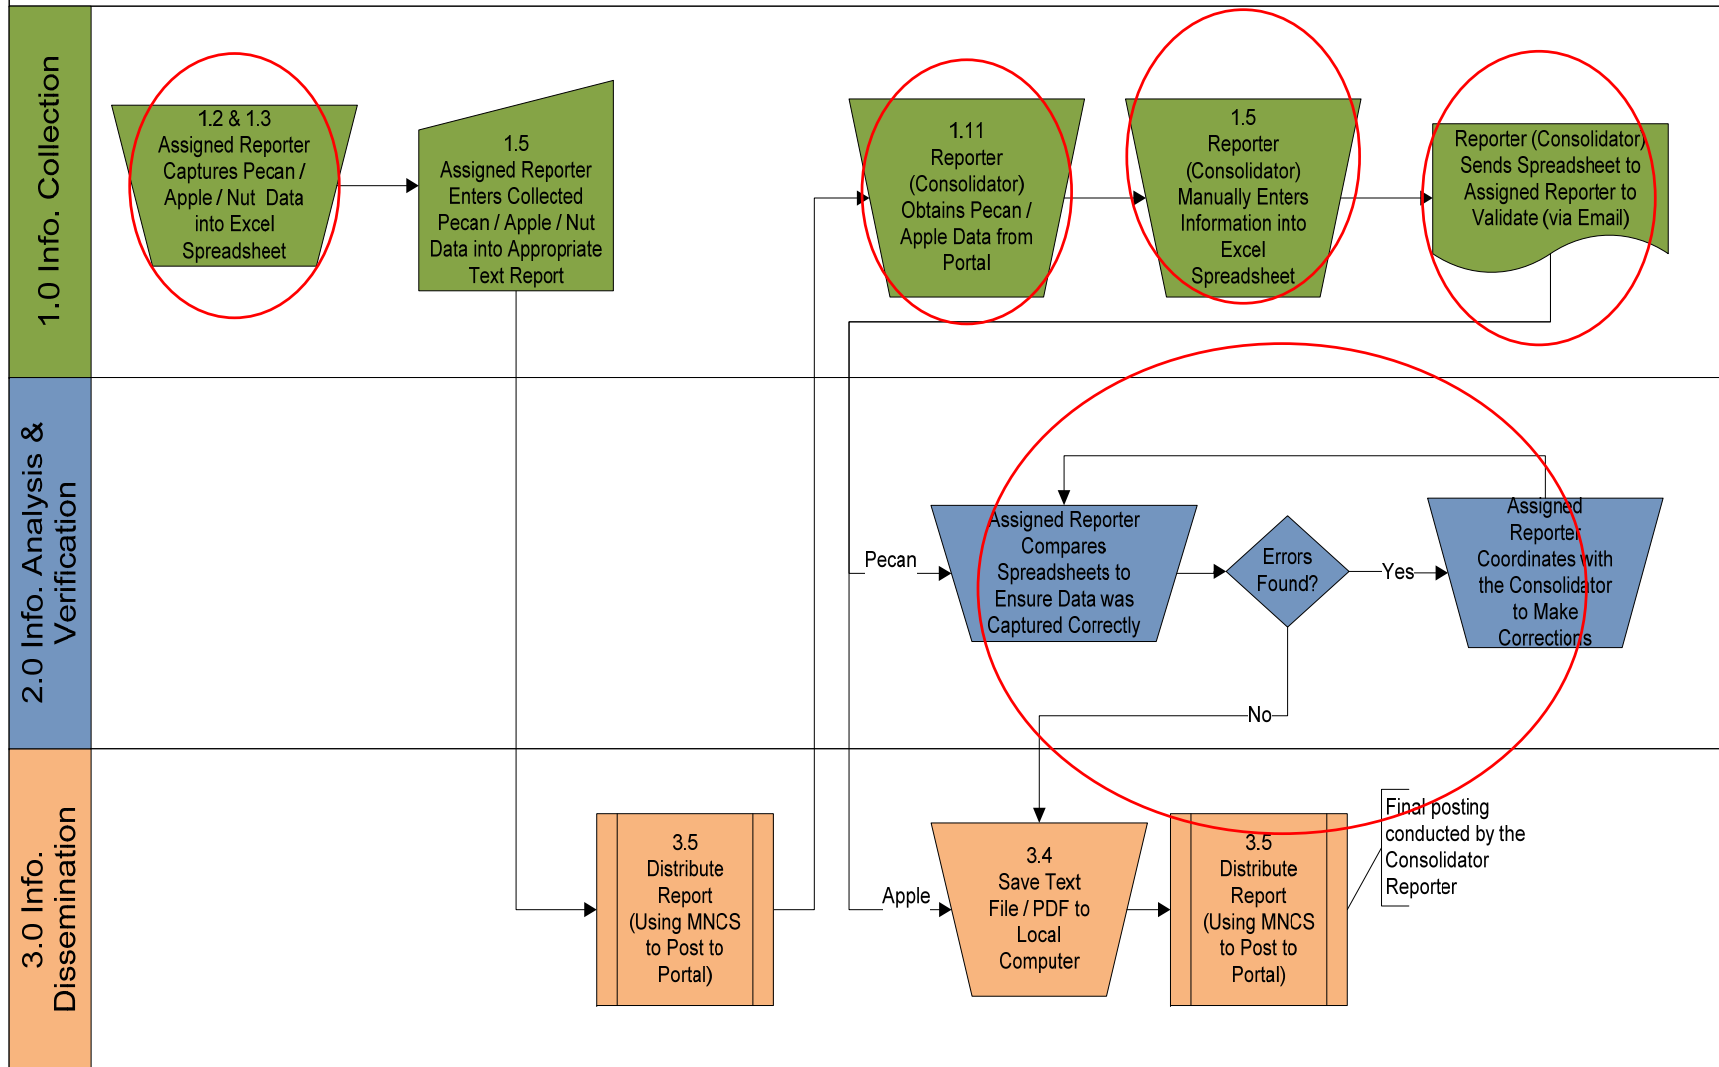 1.0 Info. Collection
1.2 & 1.3
Assigned Reporter
Captures Pecan /
Apple / Nut Data
into Excel
Spreadsheet
1.5
Assigned Reporter
Enters Collected
Pecan / Apple / Nut
Data into Appropriate
Text Report
1.11
Reporter
(Consolidator)
Obtains Pecan /
Apple Data from
Portal
1.5
Reporter
(Consolidator)
Manually Enters
Information into
Excel
Spreadsheet
Reporter (Consolidator)
Sends Spreadsheet to
Assigned Reporter to
Validate (via Email)
2.0 Info. Analysis &
Verification
Pecan
Assigned Reporter
Compares
Spreadsheets to
Ensure Data was
Captured Correctly
Errors
Found?
Yes
Assigned
Reporter
Coordinates with
the Consolidator
to Make
Corrections
No
3.0 Info.
Dissemination
3.5
Distribute
Report
(Using MNCS
to Post to
Portal)
Apple
3.4
Save Text
File / PDF to
Local
Computer
3.5
Distribute
Report
(Using MNCS
to Post to
Portal)
Final posting
conducted by the
Consolidator
Reporter